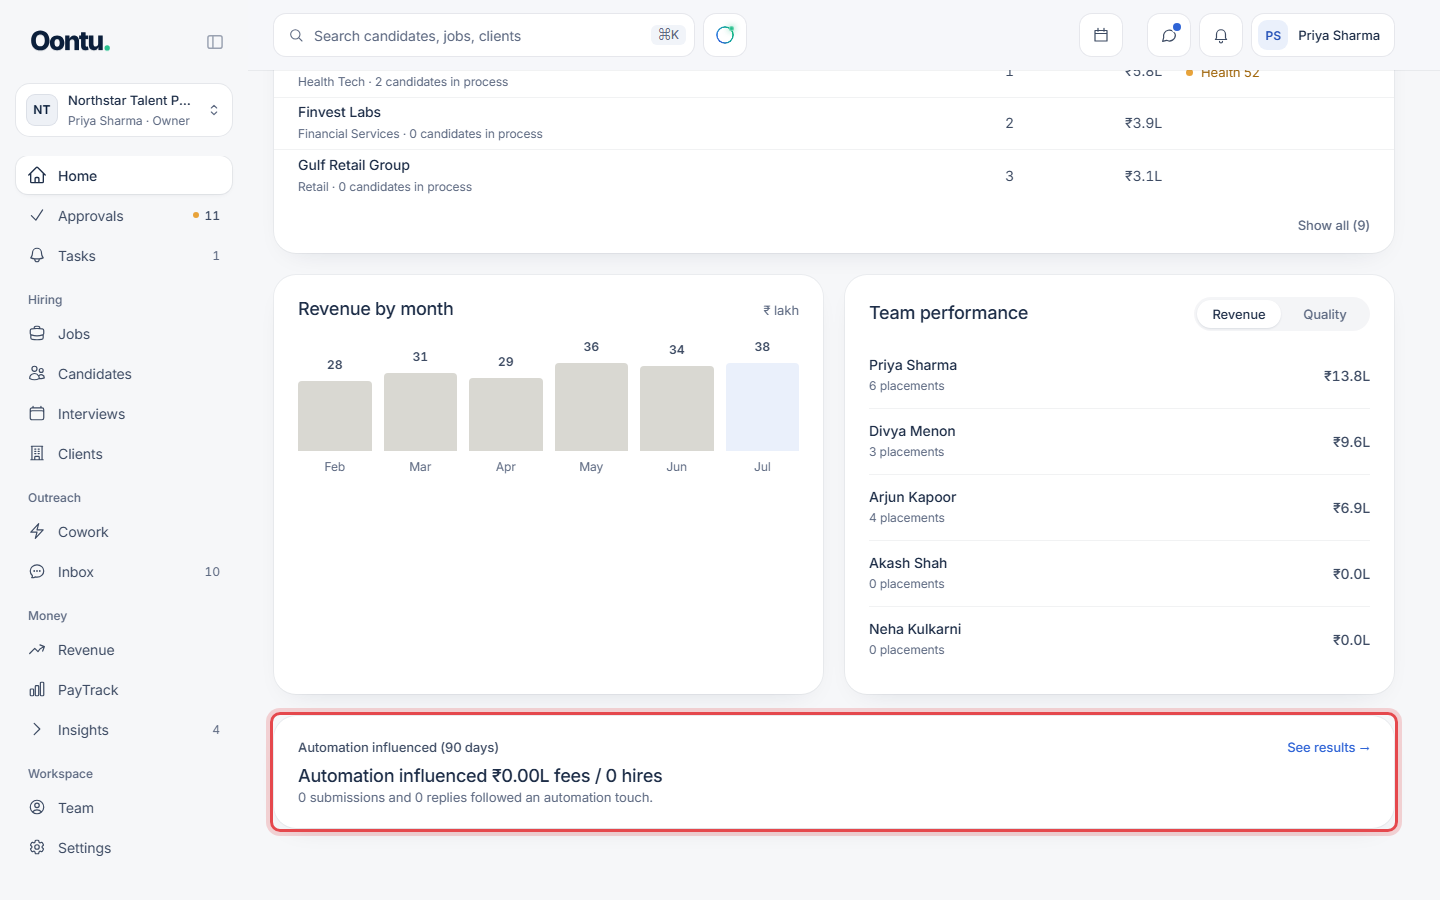 Oontu.
Search candidates, jobs, clients
⌘K
PS
Priya Sharma
NT
Northstar Talent P...
Priya Sharma · Owner
Home
Approvals
11
Tasks
1
Hiring
Jobs
Candidates
Interviews
Clients
Outreach
Cowork
Inbox
10
Money
Revenue
PayTrack
Insights
4
Workspace
Team
Settings
Health Tech · 2 candidates in process
1
₹5.8L
Health 52
Finvest Labs
Financial Services · 0 candidates in process
2
₹3.9L
Gulf Retail Group
Retail · 0 candidates in process
3
₹3.1L
Show all (9)
Revenue by month
₹ lakh
28
31
29
36
34
38
Feb
Mar
Apr
May
Jun
Jul
Team performance
Revenue
Quality
Priya Sharma
6 placements
₹13.8L
Divya Menon
3 placements
₹9.6L
Arjun Kapoor
4 placements
₹6.9L
Akash Shah
0 placements
₹0.0L
Neha Kulkarni
0 placements
₹0.0L
Automation influenced (90 days)
See results →
Automation influenced ₹0.00L fees / 0 hires
0 submissions and 0 replies followed an automation touch.